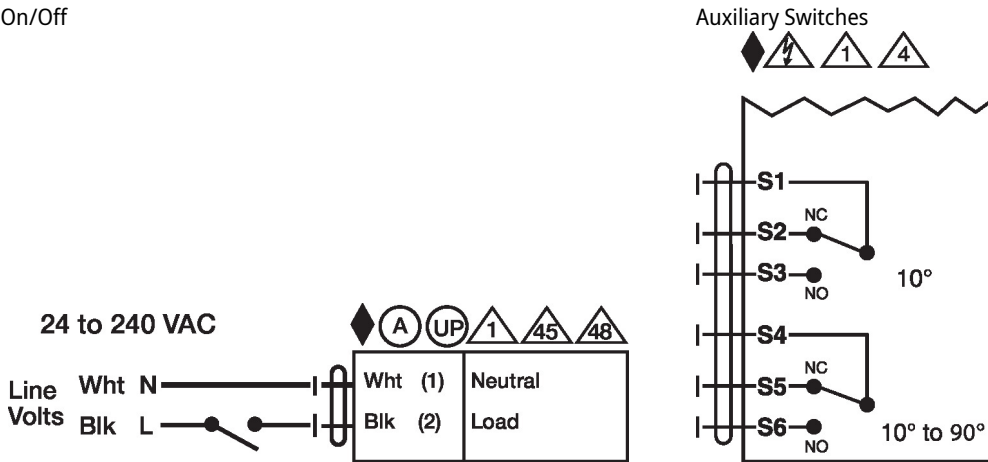 On/Off
24 to 240 VAC
A UP 1 45 48
Line Volts
Wht N
Wht (1) Neutral
Blk L
Blk (2) Load
Auxiliary Switches
1 4
S1
S2 NC
S3 NO
10°
S4
S5 NC
S6 NO
10° to 90°